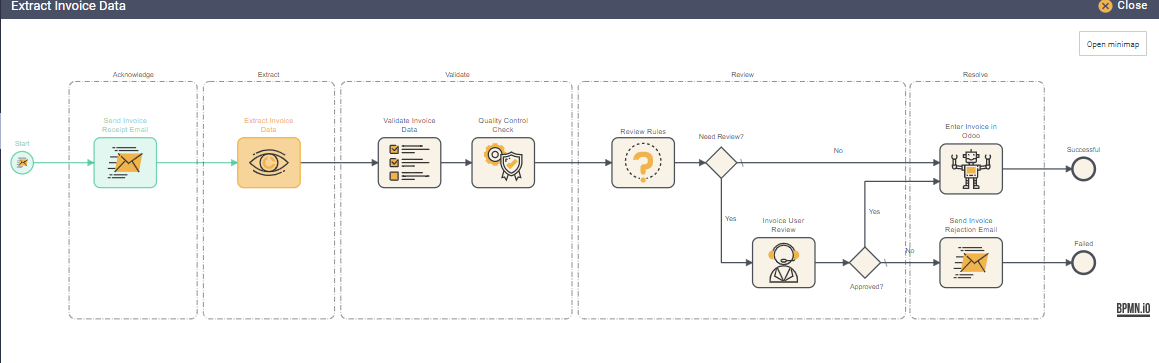 Extract Invoice Data
Close
Open minimap
Acknowledge
Extract
Validate
Review
Resolve
Start
Send Invoice
Receipt Email
Extract Invoice
Data
Validate Invoice
Data
Quality Control
Check
Review Rules
Need Review?
No
Enter Invoice in
Odoo
Successful
Yes
Invoice User
Review
Yes
Approved?
No
Send Invoice
Rejection Email
Failed
BPMN.iO